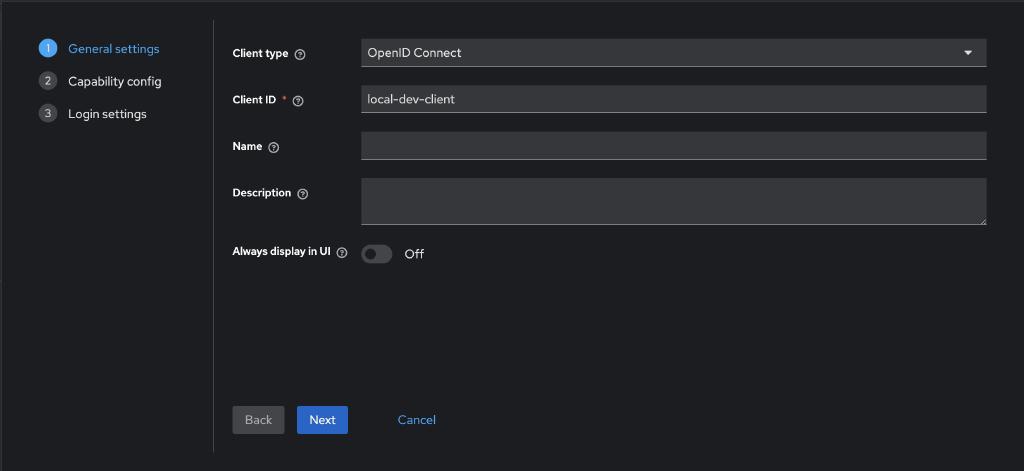 1 General settings
2 Capability config
3 Login settings
Client type
OpenID Connect
Client ID *
local-dev-client
Name
Description
Always display in UI
Off
Back
Next
Cancel